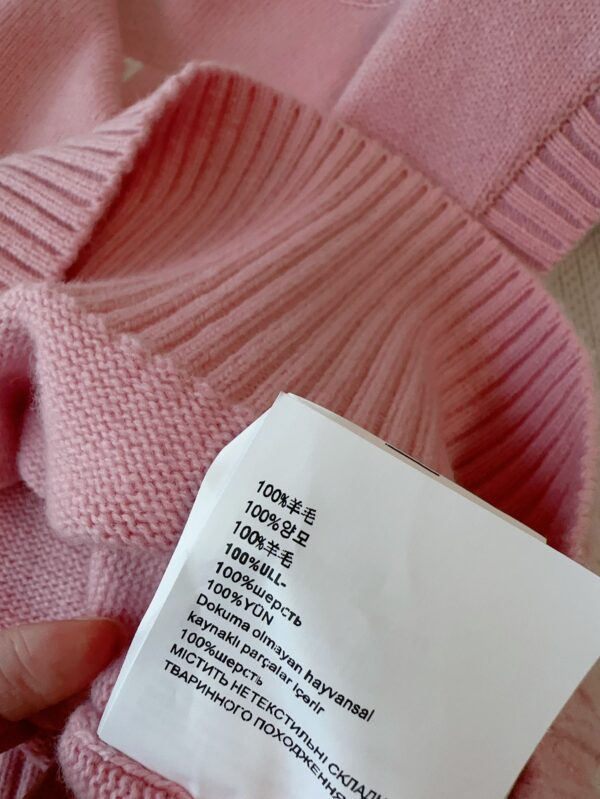 100%羊毛
100%양모
100%羊毛
100%ULL-
100%шерсть
100%YÜN
Dokuma olmayan hayvansal
kaynaklı parçalar içerir
100%шерсть
МІСТИТЬ НЕТЕКСТИЛЬНІ
ТВАРИННОГО ПОХОДЖЕННЯ